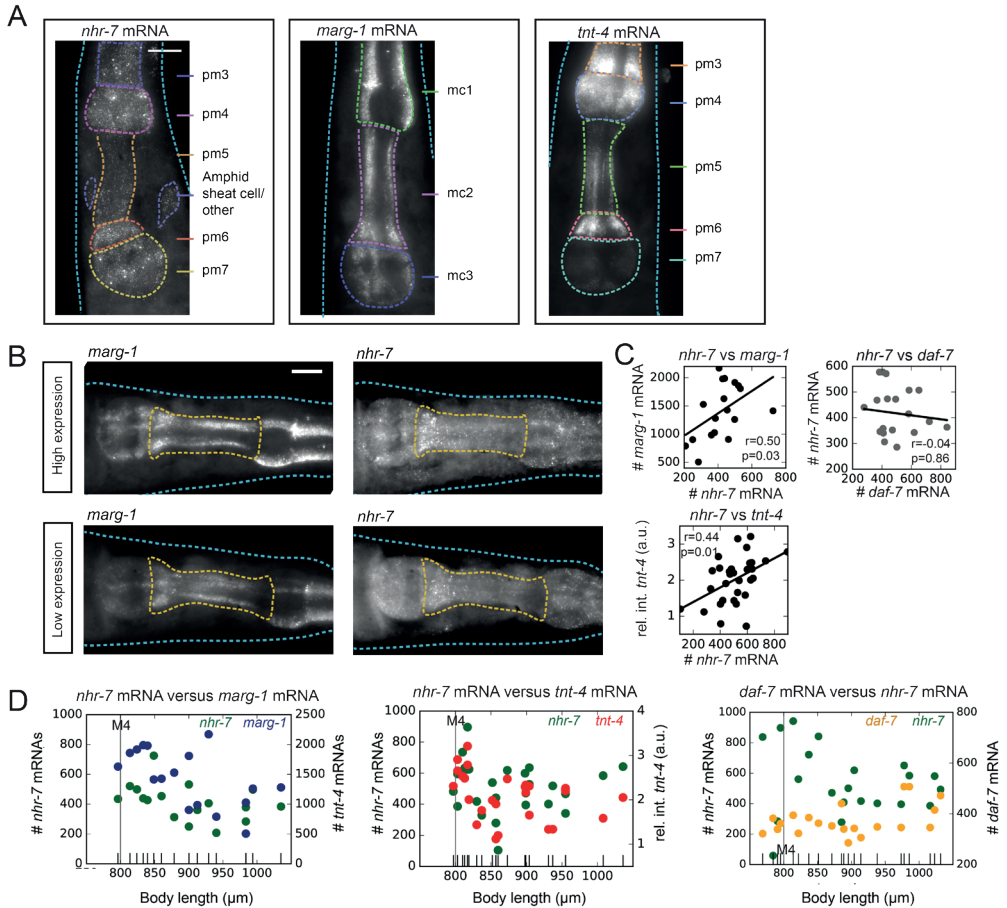 A
nhr-7 mRNA
pm3
pm4
pm5
Amphid
sheat cell/
other
pm6
pm7
marg-1 mRNA
mc1
mc2
mc3
tnt-4 mRNA
pm3
pm4
pm5
pm6
pm7
B
marg-1
nhr-7
High expression
marg-1
nhr-7
Low expression
C
nhr-7 vs marg-1
# marg-1 mRNA
2000
1500
1000
500
r=0.50
p=0.03
200 400 600 800
# nhr-7 mRNA
nhr-7 vs daf-7
# nhr-7 mRNA
600
500
400
300
200
r=-0.04
p=0.86
200 400 600 800
# daf-7 mRNA
nhr-7 vs tnt-4
rel. int. tnt-4 (a.u.)
3
2
1
r=0.44
p=0.01
200 400 600 800
# nhr-7 mRNA
D
nhr-7 mRNA versus marg-1 mRNA
M4
nhr-7 marg-1
# nhr-7 mRNAs
1000
800
600
400
200
0
2500
2000
1500
1000
500
0
# tnt-4 mRNAs
800 850 900 950 1000
Body length (μm)
nhr-7 mRNA versus tnt-4 mRNA
M4
nhr-7 tnt-4
# nhr-7 mRNAs
1000
800
600
400
200
0
4
3
2
1
rel. int. tnt-4 (a.u.)
800 850 900 950 1000
Body length (μm)
daf-7 mRNA versus nhr-7 mRNA
daf-7 nhr-7
M4
# nhr-7 mRNAs
1000
800
600
400
200
0
800
600
400
200
# daf-7 mRNA
800 850 900 950 1000
Body length (μm)